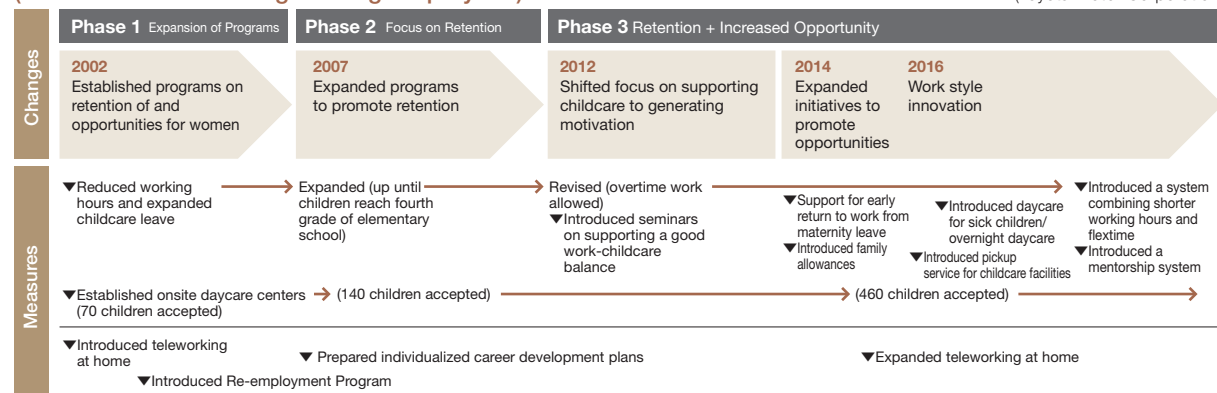 Phase 1 Expansion of Programs
Phase 2 Focus on Retention
Phase 3 Retention + Increased Opportunity
Changes
2002
Established programs on
retention of and
opportunities for women
2007
Expanded programs
to promote retention
2012
Shifted focus on supporting
childcare to generating
motivation
2014
Expanded
initiatives to
promote
opportunities
2016
Work style
innovation
Measures
▼Reduced working
hours and expanded
childcare leave
Expanded (up until
children reach fourth
grade of elementary
school)
Revised (overtime work
allowed)
▼Introduced seminars
on supporting a good
work-childcare
balance
▼Support for early
return to work from
maternity leave
▼Introduced family
allowances
▼Introduced daycare
for sick children/
overnight daycare
▼Introduced pickup
service for childcare facilities
▼Introduced a system
combining shorter
working hours and
flextime
▼Introduced a
mentorship system
▼Established onsite daycare centers
(70 children accepted)
(140 children accepted)
(460 children accepted)
▼Introduced teleworking
at home
▼Introduced Re-employment Program
▼ Prepared individualized career development plans
▼Expanded teleworking at home